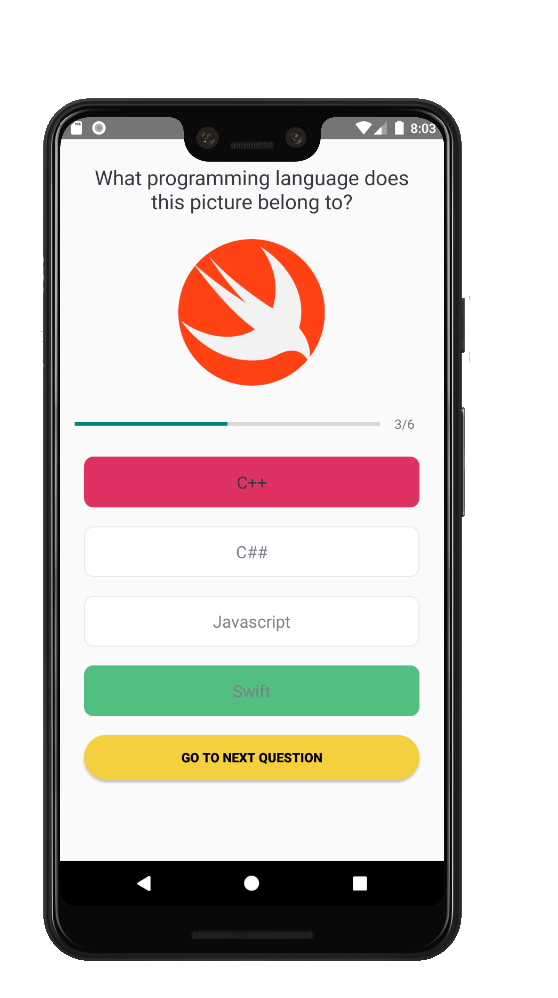 8:03
What programming language does
this picture belong to?
3/6
C++
C##
Javascript
Swift
GO TO NEXT QUESTION